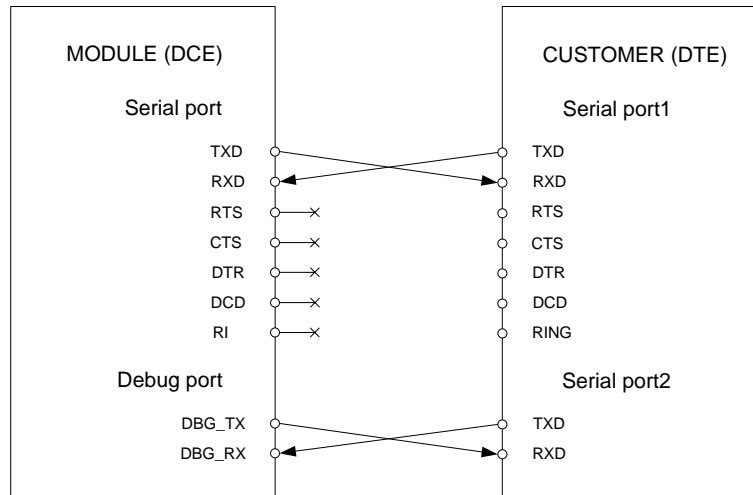 MODULE (DCE)
CUSTOMER (DTE)
Serial port
Serial port1
TXD
TXD
RXD
RXD
RTS
RTS
CTS
CTS
DTR
DTR
DCD
DCD
RI
RING
Debug port
Serial port2
DBG_TX
TXD
DBG_RX
RXD